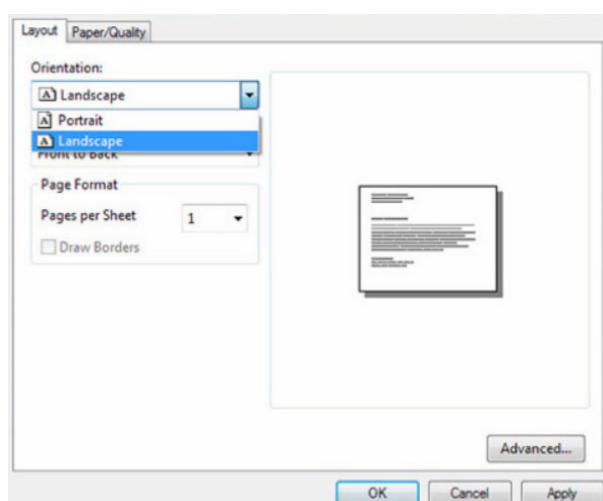 Layout Paper/Quality
Orientation:
Landscape
Portrait
Landscape
Front to Back
Page Format
Pages per Sheet 1
Draw Borders
Advanced...
OK Cancel Apply